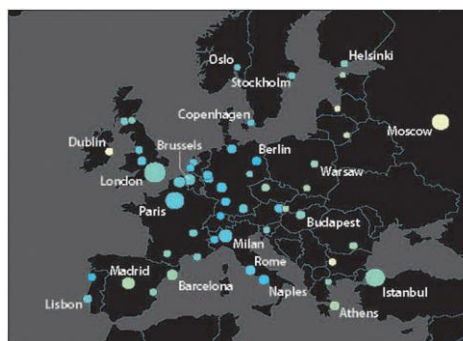 Oslo
Helsinki
Stockholm
Copenhagen
Moscow
Dublin
Brussels
Berlin
London
Warsaw
Paris
Budapest
Milan
Rome
Madrid
Barcelona
Naples
Istanbul
Lisbon
Athens